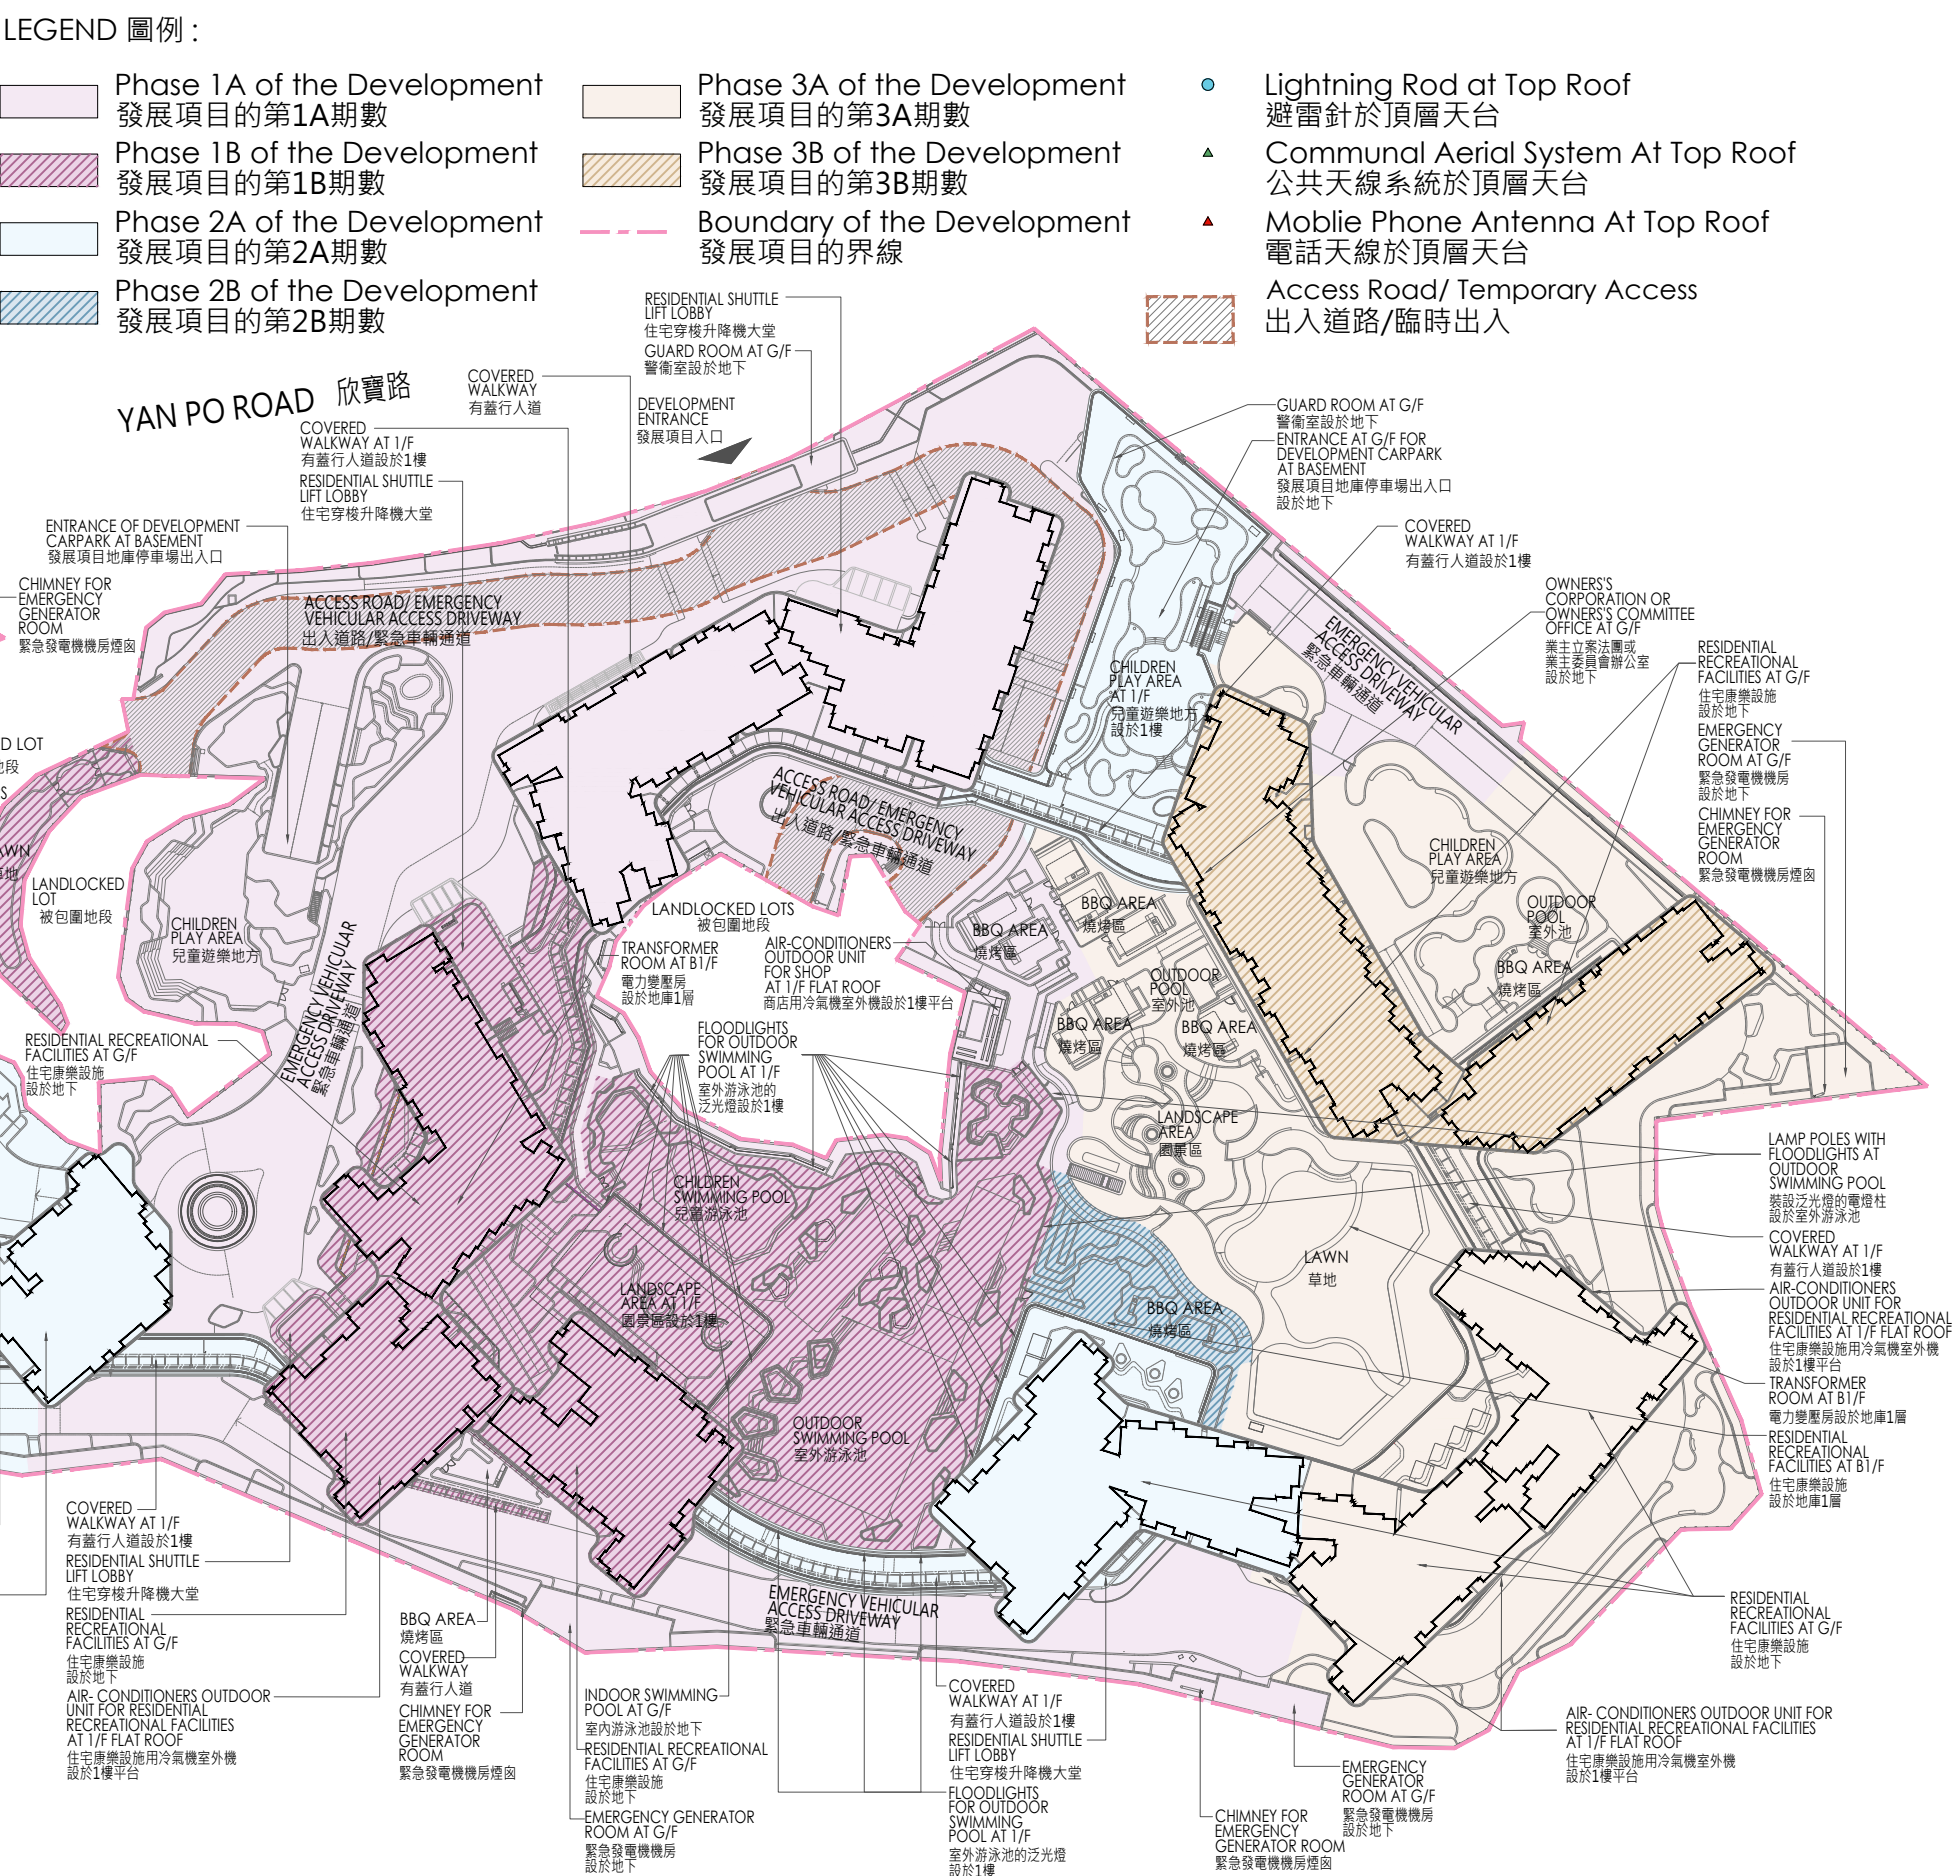 LEGEND 圖例 :
Phase 1A of the Development
發展項目的第1A期數
Phase 1B of the Development
發展項目的第1B期數
Phase 2A of the Development
發展項目的第2A期數
Phase 2B of the Development
發展項目的第2B期數
Phase 3A of the Development
發展項目的第3A期數
Phase 3B of the Development
發展項目的第3B期數
Boundary of the Development
發展項目的界線
Lightning Rod at Top Roof
避雷針於頂層天台
Communal Aerial System At Top Roof
公共天線系統於頂層天台
Moblie Phone Antenna At Top Roof
電話天線於頂層天台
Access Road/ Temporary Access
出入道路/臨時出入
YAN PO ROAD 欣寶路
RESIDENTIAL SHUTTLE
LIFT LOBBY
住宅穿梭升降機大堂
GUARD ROOM AT G/F
警衞室設於地下
COVERED
WALKWAY
有蓋行人道
DEVELOPMENT
ENTRANCE
發展項目入口
COVERED
WALKWAY AT 1/F
有蓋行人道設於1樓
RESIDENTIAL SHUTTLE
LIFT LOBBY
住宅穿梭升降機大堂
ENTRANCE OF DEVELOPMENT
CARPARK AT BASEMENT
發展項目地庫停車場出入口
CHIMNEY FOR
EMERGENCY
GENERATOR
ROOM
緊急發電機機房煙囱
GUARD ROOM AT G/F
警衞室設於地下
ENTRANCE AT G/F FOR
DEVELOPMENT CARPARK
AT BASEMENT
發展項目地庫停車場出入口
設於地下
COVERED
WALKWAY AT 1/F
有蓋行人道設於1樓
OWNERS'S
CORPORATION OR
OWNERS'S COMMITTEE
OFFICE AT G/F
業主立案法團或
業主委員會辦公室
設於地下
RESIDENTIAL
RECREATIONAL
FACILITIES AT G/F
住宅康樂設施
設於地下
EMERGENCY
GENERATOR
ROOM AT G/F
緊急發電機機房
設於地下
CHIMNEY FOR
EMERGENCY
GENERATOR
ROOM
緊急發電機機房煙囱
ACCESS ROAD/ EMERGENCY
VEHICULAR ACCESS DRIVEWAY
出入道路/緊急車輛通道
EMERGENCY VEHICULAR
ACCESS DRIVEWAY
緊急車輛通道
CHILDREN
PLAY AREA
AT 1/F
兒童遊樂地方
設於1樓
D LOT
地段
S
AWN
草地
LANDLOCKED
LOT
被包圍地段
CHILDREN
PLAY AREA
兒童遊樂地方
EMERGENCY VEHICULAR
ACCESS DRIVEWAY
緊急車輛通道
ACCESS ROAD/ EMERGENCY
VEHICULAR ACCESS DRIVEWAY
出入道路/緊急車輛通道
LANDLOCKED LOTS
被包圍地段
TRANSFORMER
ROOM AT B1/F
電力變壓房
設於地庫1層
AIR-CONDITIONERS
OUTDOOR UNIT
FOR SHOP
AT 1/F FLAT ROOF
商店用冷氣機室外機設於1樓平台
FLOODLIGHTS
FOR OUTDOOR
SWIMMING
POOL AT 1/F
室外游泳池的
泛光燈設於1樓
BBQ AREA
燒烤區
BBQ AREA
燒烤區
OUTDOOR
POOL
室外池
BBQ AREA
燒烤區
BBQ AREA
燒烤區
CHILDREN
PLAY AREA
兒童遊樂地方
OUTDOOR
POOL
室外池
BBQ AREA
燒烤區
LANDSCAPE
AREA
園景區
RESIDENTIAL RECREATIONAL
FACILITIES AT G/F
住宅康樂設施
設於地下
CHILDREN
SWIMMING POOL
兒童游泳池
LANDSCAPE
AREA AT 1/F
園景區設於1樓
OUTDOOR
SWIMMING POOL
室外游泳池
BBQ AREA
燒烤區
LAWN
草地
LAMP POLES WITH
FLOODLIGHTS AT
OUTDOOR
SWIMMING POOL
裝設泛光燈的電燈柱
設於室外游泳池
COVERED
WALKWAY AT 1/F
有蓋行人道設於1樓
AIR-CONDITIONERS
OUTDOOR UNIT FOR
RESIDENTIAL RECREATIONAL
FACILITIES AT 1/F FLAT ROOF
住宅康樂設施用冷氣機室外機
設於1樓平台
TRANSFORMER
ROOM AT B1/F
電力變壓房設於地庫1層
RESIDENTIAL
RECREATIONAL
FACILITIES AT B1/F
住宅康樂設施
設於地庫1層
COVERED
WALKWAY AT 1/F
有蓋行人道設於1樓
RESIDENTIAL SHUTTLE
LIFT LOBBY
住宅穿梭升降機大堂
RESIDENTIAL
RECREATIONAL
FACILITIES AT G/F
住宅康樂設施
設於地下
AIR- CONDITIONERS OUTDOOR
UNIT FOR RESIDENTIAL
RECREATIONAL FACILITIES
AT 1/F FLAT ROOF
住宅康樂設施用冷氣機室外機
設於1樓平台
BBQ AREA
燒烤區
COVERED
WALKWAY
有蓋行人道
CHIMNEY FOR
EMERGENCY
GENERATOR
ROOM
緊急發電機機房煙囱
EMERGENCY VEHICULAR
ACCESS DRIVEWAY
緊急車輛通道
INDOOR SWIMMING
POOL AT G/F
室內游泳池設於地下
RESIDENTIAL RECREATIONAL
FACILITIES AT G/F
住宅康樂設施
設於地下
EMERGENCY GENERATOR
ROOM AT G/F
緊急發電機機房
設於地下
COVERED
WALKWAY AT 1/F
有蓋行人道設於1樓
RESIDENTIAL SHUTTLE
LIFT LOBBY
住宅穿梭升降機大堂
FLOODLIGHTS
FOR OUTDOOR
SWIMMING
POOL AT 1/F
室外游泳池的泛光燈
設於1樓
CHIMNEY FOR
EMERGENCY
GENERATOR ROOM
緊急發電機機房煙囱
EMERGENCY
GENERATOR
ROOM AT G/F
緊急發電機機房
設於地下
AIR- CONDITIONERS OUTDOOR UNIT FOR
RESIDENTIAL RECREATIONAL FACILITIES
AT 1/F FLAT ROOF
住宅康樂設施用冷氣機室外機
設於1樓平台
RESIDENTIAL
RECREATIONAL
FACILITIES AT G/F
住宅康樂設施
設於地下